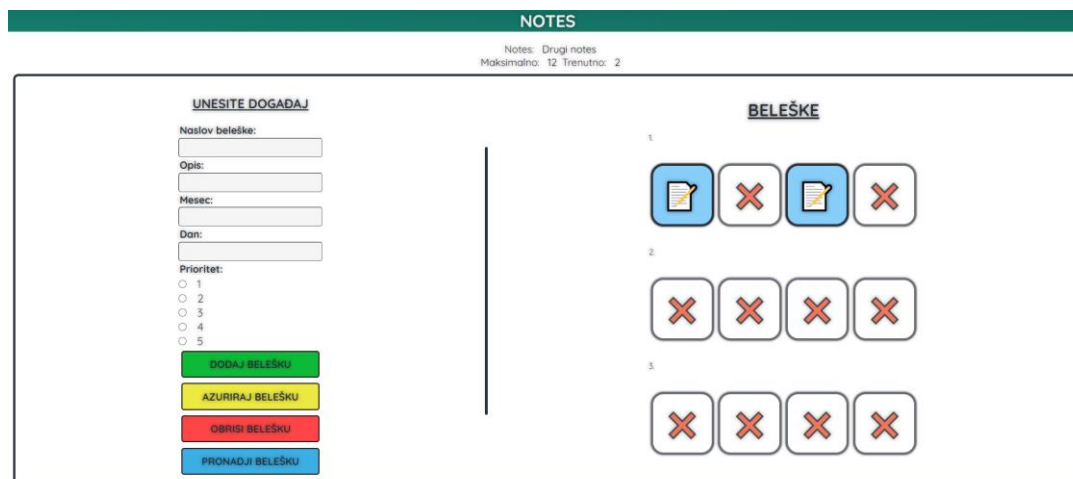 NOTES
Notes: Drugi notes
Maksimalno: 12 Trenutno: 2
UNESITE DOGAĐAJ
Naslov beleške:
Opis:
Mesec:
Dan:
Prioritet:
1
2
3
4
5
DODAJ BELEŠKU
AZURIRAJ BELEŠKU
OBRISI BELEŠKU
PRONADJI BELEŠKU
BELEŠKE
1.
2.
3.